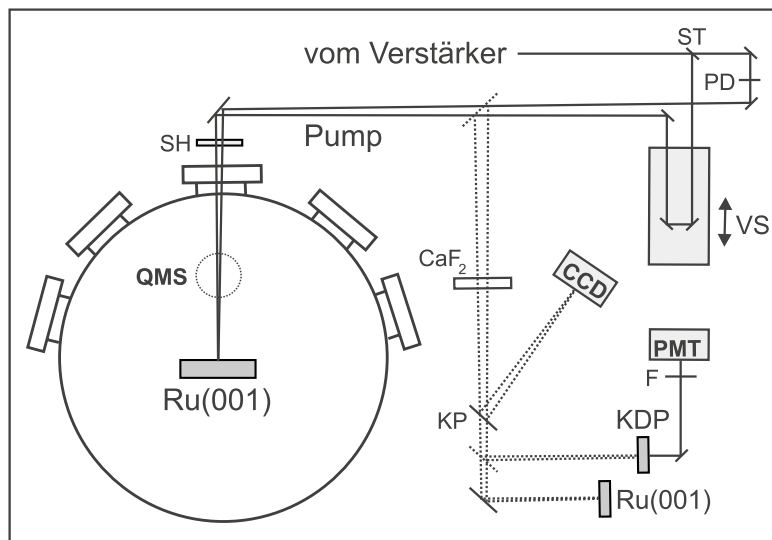 vom Verstärker
ST
PD
SH
Pump
VS
CaF₂
CCD
QMS
PMT
F
Ru(001)
KP
KDP
Ru(001)